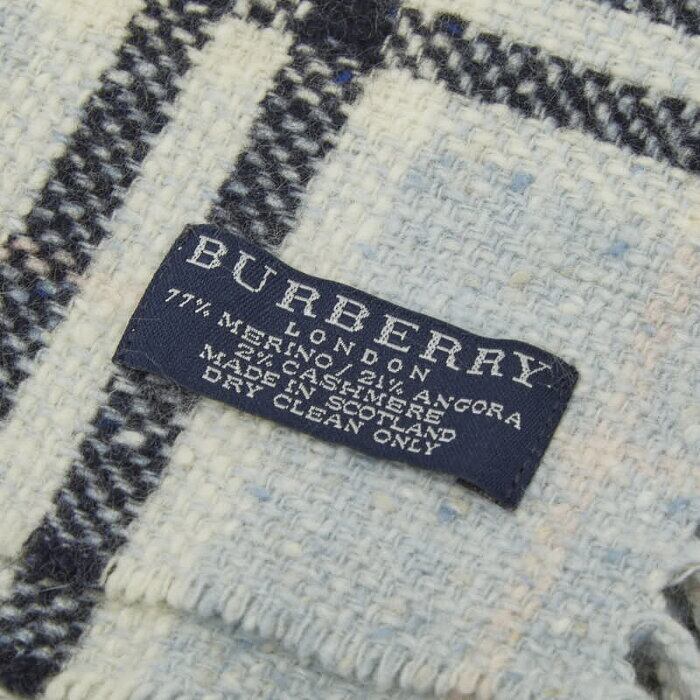 BURBERRY
LONDON
77% MERINO/21% ANGORA
2% CASHMERE
MADE IN SCOTLAND
DRY CLEAN ONLY